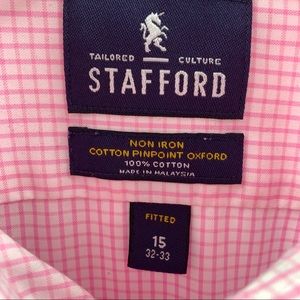 TAILORED CULTURE
STAFFORD
NON IRON
COTTON PINPOINT OXFORD
100% COTTON
MADE IN MALAYSIA
FITTED
15
32-33